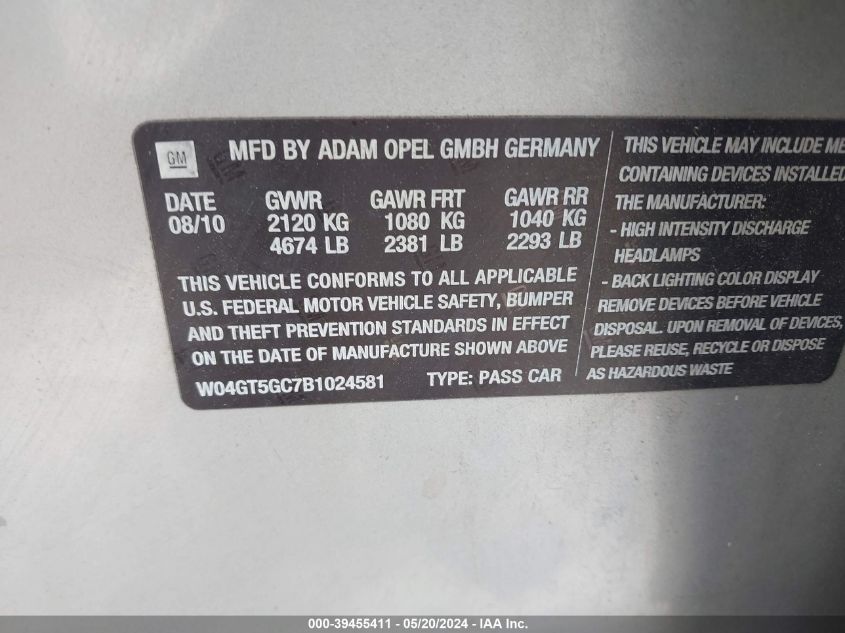 GM MFD BY ADAM OPEL GMBH GERMANY
DATE GVWR GAWR FRT GAWR RR
08/10 2120 KG 1080 KG 1040 KG
4674 LB 2381 LB 2293 LB
THIS VEHICLE CONFORMS TO ALL APPLICABLE
U.S. FEDERAL MOTOR VEHICLE SAFETY, BUMPER
AND THEFT PREVENTION STANDARDS IN EFFECT
ON THE DATE OF MANUFACTURE SHOWN ABOVE
W04GT5GC7B1024581 TYPE: PASS CAR
THIS VEHICLE MAY INCLUDE ME
CONTAINING DEVICES INSTALLED
THE MANUFACTURER:
- HIGH INTENSITY DISCHARGE
HEADLAMPS
- BACK LIGHTING COLOR DISPLAY
REMOVE DEVICES BEFORE VEHICLE
DISPOSAL. UPON REMOVAL OF DEVICES,
PLEASE REUSE, RECYCLE OR DISPOSE
AS HAZARDOUS WASTE
000-39455411 - 05/20/2024 - IAA Inc.